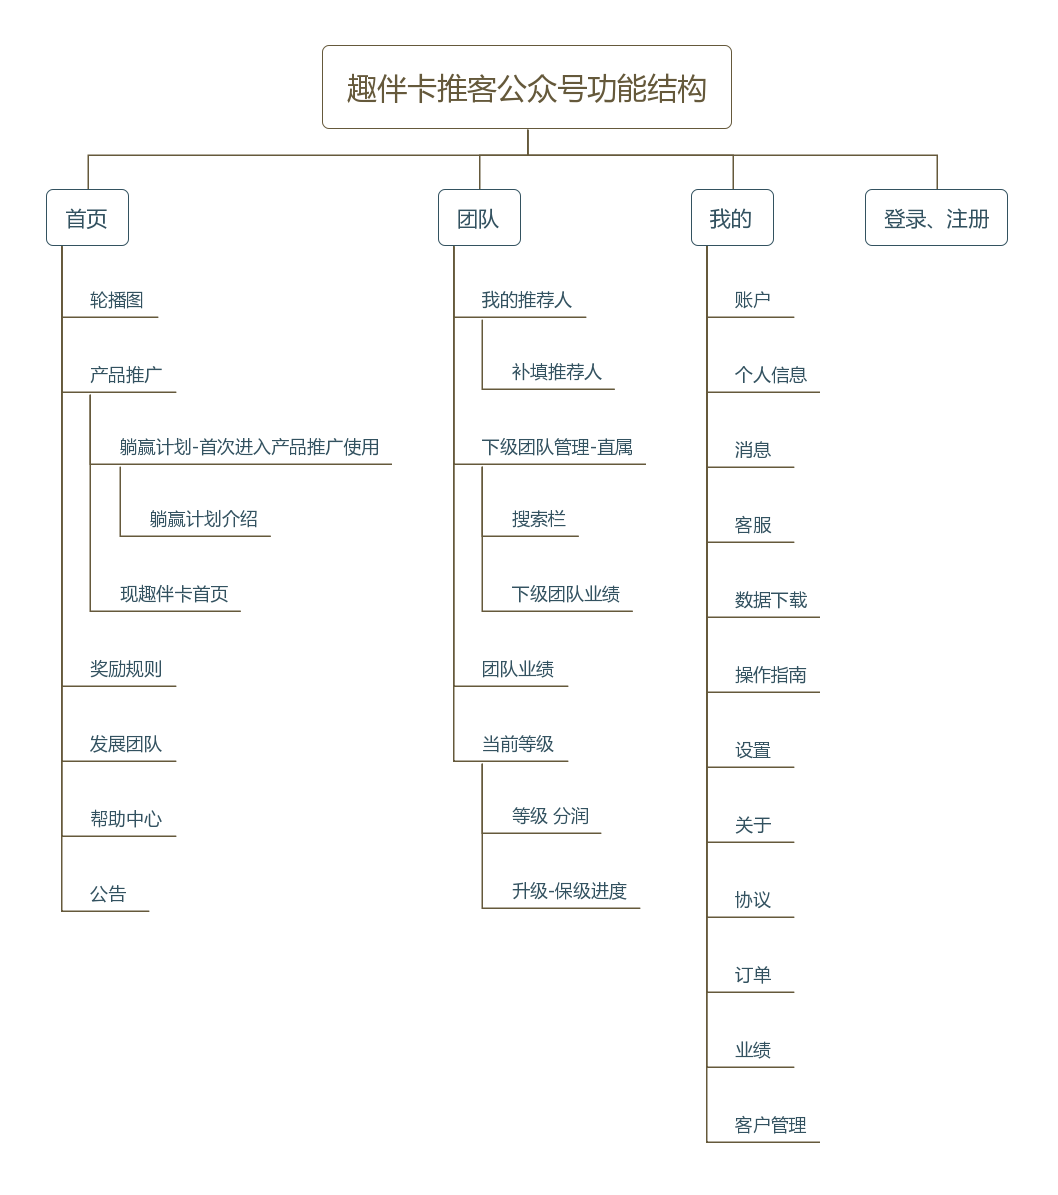 趣伴卡推客公众号功能结构
首页
轮播图
产品推广
躺赢计划-首次进入产品推广使用
躺赢计划介绍
现趣伴卡首页
奖励规则
发展团队
帮助中心
公告
团队
我的推荐人
补填推荐人
下级团队管理-直属
搜索栏
下级团队业绩
团队业绩
当前等级
等级 分润
升级-保级进度
我的
账户
个人信息
消息
客服
数据下载
操作指南
设置
关于
协议
订单
业绩
客户管理
登录、注册